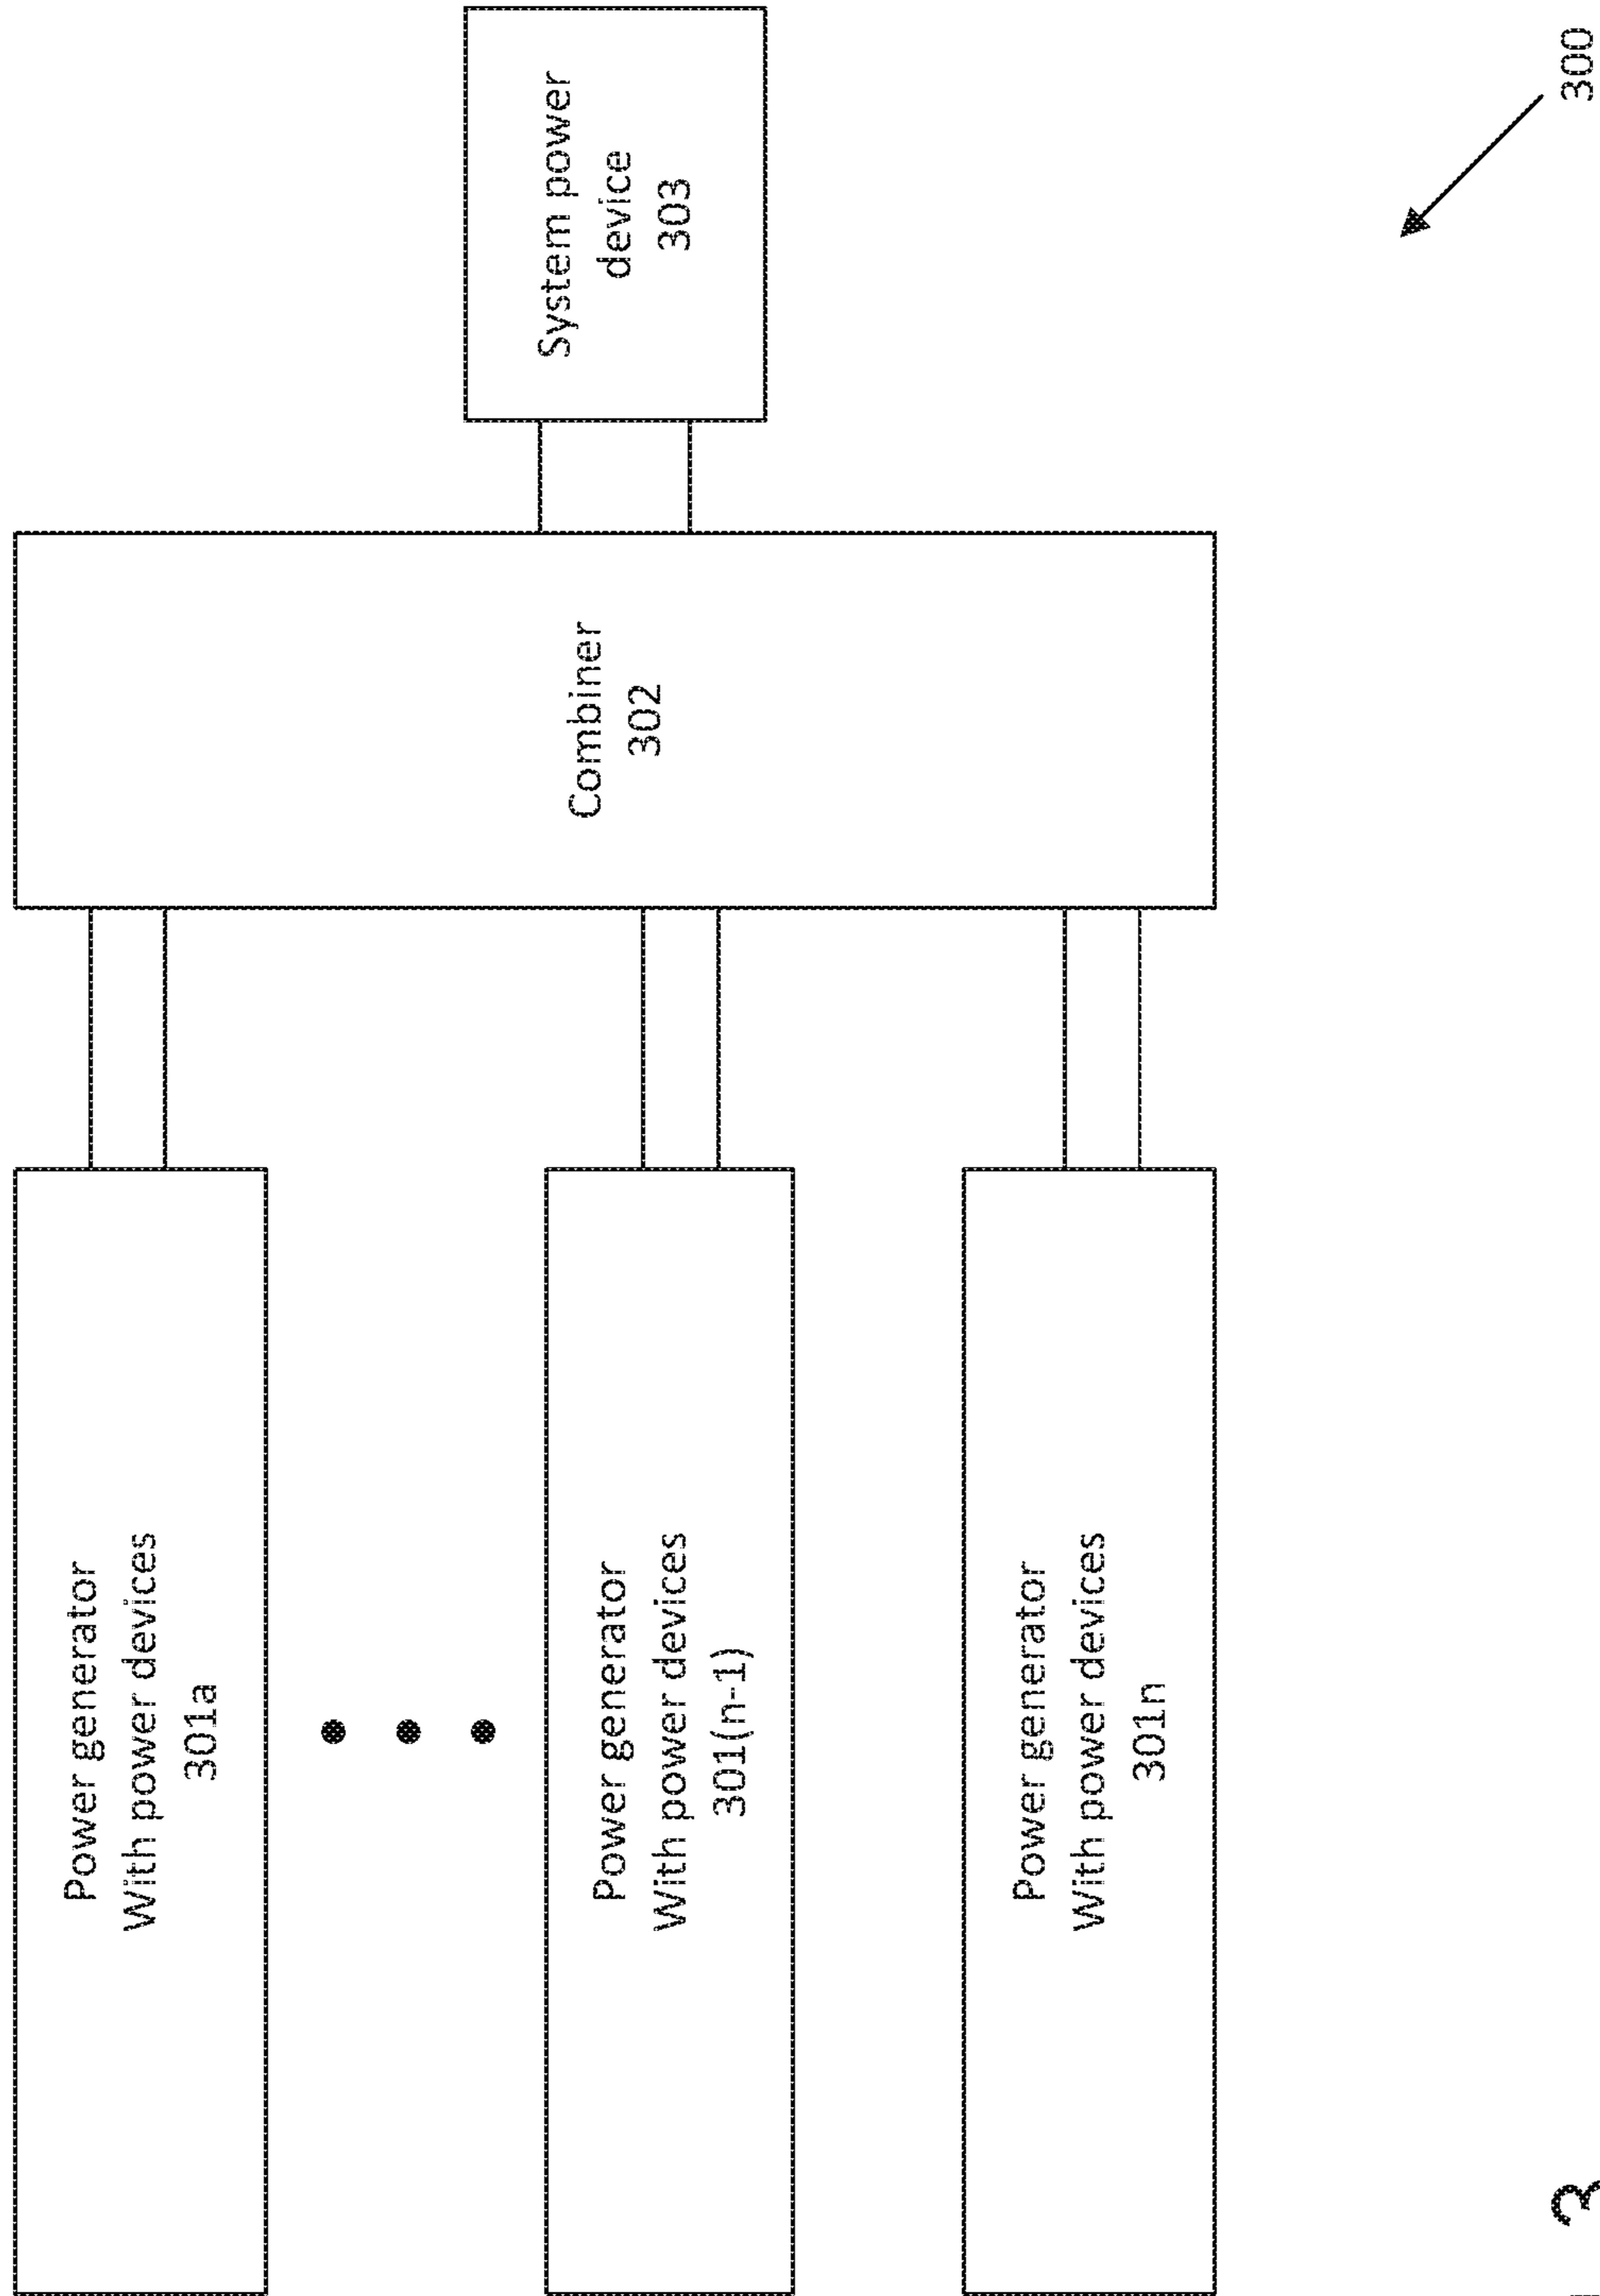 Power generator
With power devices
301a
Power generator
With power devices
301(n-1)
Power generator
With power devices
301n
Combiner
302
System power
device
303
300
3